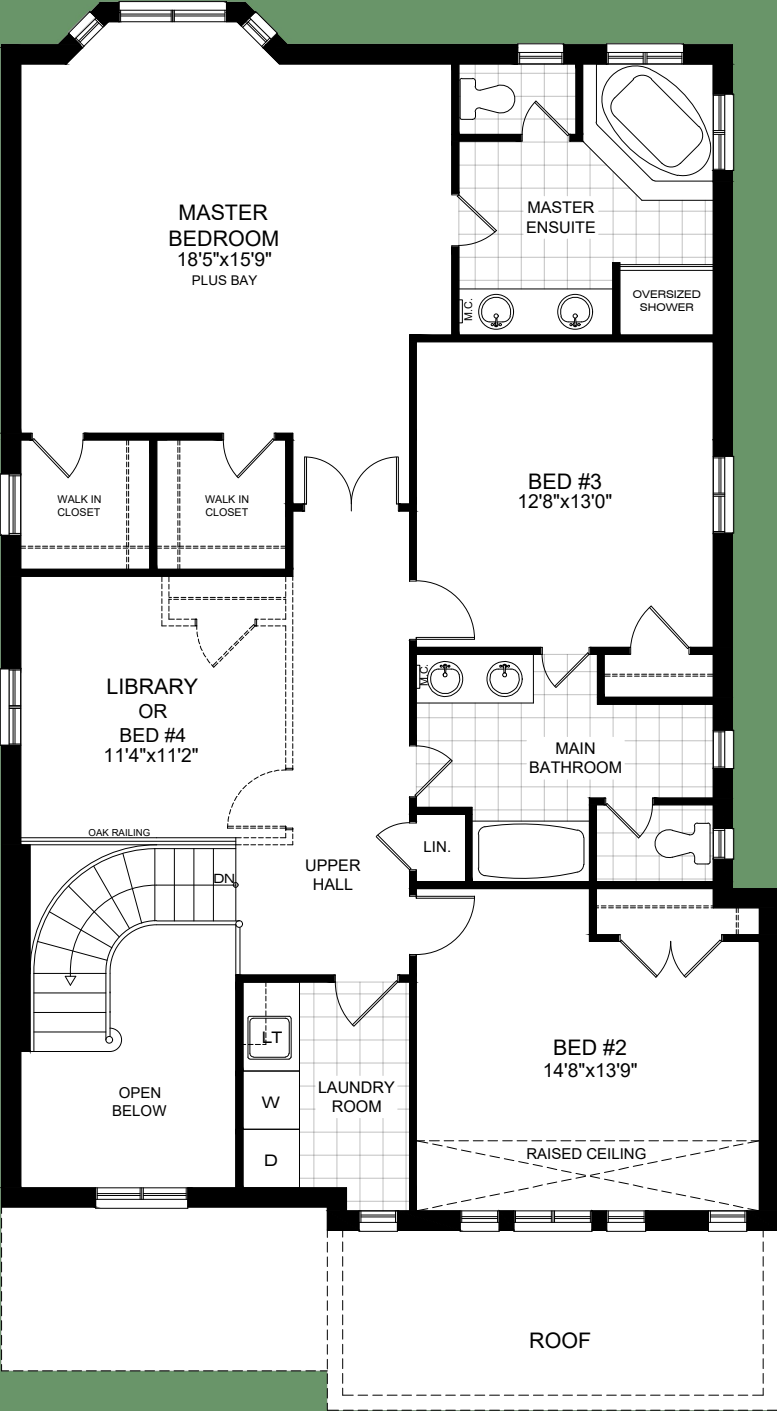 MASTER
BEDROOM
18'5"x15'9"
PLUS BAY
MASTER
ENSUITE
M.C.
OVERSIZED
SHOWER
WALK IN
CLOSET
WALK IN
CLOSET
BED #3
12'8"x13'0"
LIBRARY
OR
BED #4
11'4"x11'2"
M.C.
MAIN
BATHROOM
OAK RAILING
LIN.
UPPER
HALL
DN
LT
W
D
LAUNDRY
ROOM
OPEN
BELOW
BED #2
14'8"x13'9"
RAISED CEILING
ROOF